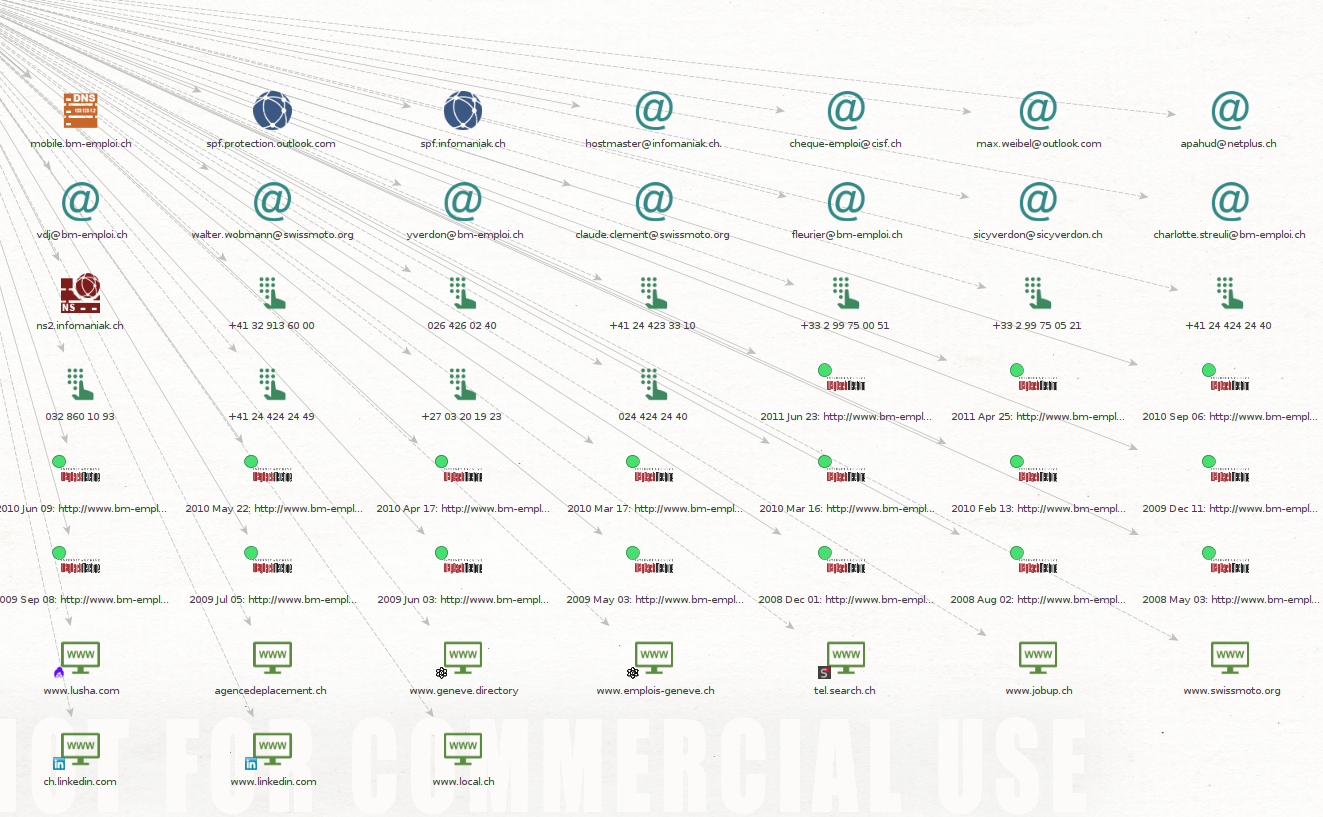 DNS
mobile.bm-emploi.ch spf.protection.outlook.com spf.infomaniak.ch hostmaster@infomaniak.ch. cheque-emploi@cisf.ch max.weibel@outlook.com apahud@netplus.ch
vdj@bm-emploi.ch walter.wobmann@swissmoto.org yverdon@bm-emploi.ch claude.clement@swissmoto.org fleurier@bm-emploi.ch sicyverdon@sicyverdon.ch charlotte.streuli@bm-emploi.ch
NS
ns2.infomaniak.ch +41 32 913 60 00 026 426 02 40 +41 24 423 33 10 +33 2 99 75 00 51 +33 2 99 75 05 21 +41 24 424 24 40
032 860 10 93 +41 24 424 24 49 +27 03 20 19 23 024 424 24 40 2011 Jun 23: http://www.bm-empl... 2011 Apr 25: http://www.bm-empl... 2010 Sep 06: http://www.bm-empl...
2010 Jun 09: http://www.bm-empl... 2010 May 22: http://www.bm-empl... 2010 Apr 17: http://www.bm-empl... 2010 Mar 17: http://www.bm-empl... 2010 Mar 16: http://www.bm-empl... 2010 Feb 13: http://www.bm-empl... 2009 Dec 11: http://www.bm-empl...
009 Sep 08: http://www.bm-empl... 2009 Jul 05: http://www.bm-empl... 2009 Jun 03: http://www.bm-empl... 2009 May 03: http://www.bm-empl... 2008 Dec 01: http://www.bm-empl... 2008 Aug 02: http://www.bm-empl... 2008 May 03: http://www.bm-empl...
WWW WWW WWW WWW WWW WWW WWW
www.lusha.com agencedeplacement.ch www.geneve.directory www.emplois-geneve.ch tel.search.ch www.jobup.ch www.swissmoto.org
WWW WWW WWW
in in
ch.linkedin.com www.linkedin.com www.local.ch
NOT FOR COMMERCIAL USE